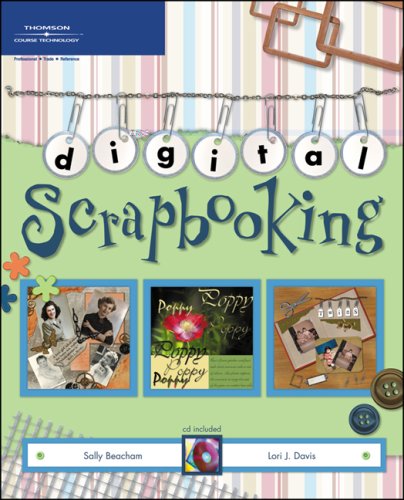 THOMSON
COURSE TECHNOLOGY
Professional • Trade • Reference
digital
Scrapbooking
Poppy
Poppy
Poppy
Poppy
Poppy
Poppy
TWINS
cd included
Sally Beacham
Lori J. Davis